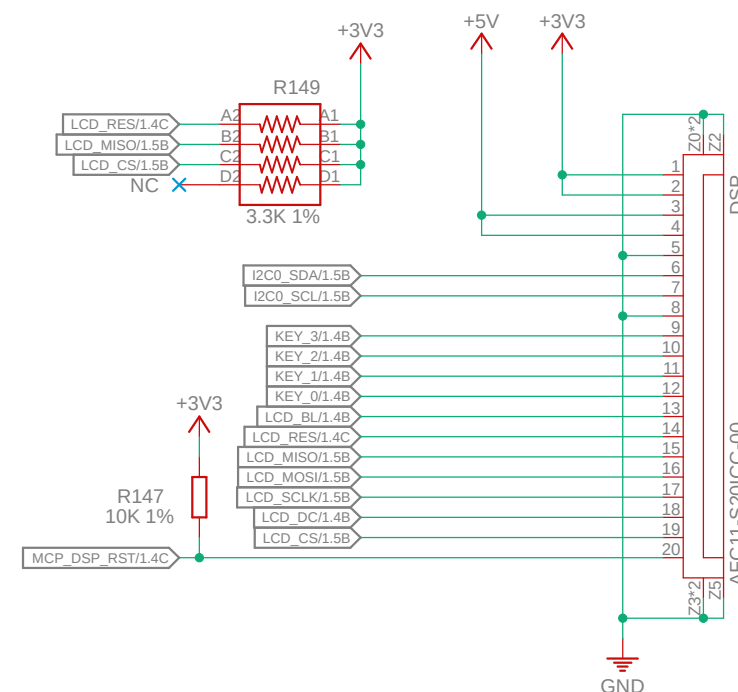 +3V3
+5V
+3V3
R149
LCD_RES/1.4C
A2
A1
LCD_MISO/1.5B
B2
B1
LCD_CS/1.5B
C2
C1
NC
D2
D1
3.3K 1%
Z0*2
Z2
DSP
1
2
3
4
5
I2C0_SDA/1.5B
6
I2C0_SCL/1.5B
7
8
KEY_3/1.4B
9
KEY_2/1.4B
10
KEY_1/1.4B
11
KEY_0/1.4B
12
LCD_BL/1.4B
13
LCD_RES/1.4C
14
LCD_MISO/1.5B
15
LCD_MOSI/1.5B
16
LCD_SCLK/1.5B
17
LCD_DC/1.4B
18
LCD_CS/1.5B
19
MCP_DSP_RST/1.4C
20
+3V3
R147
10K 1%
AFC11-S20ICC-00
Z3*2
Z5
GND